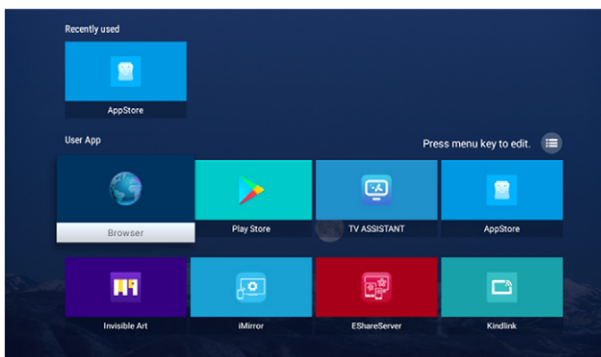 Recently used
AppStore
User App
Press menu key to edit.
Browser
Play Store
TV ASSISTANT
AppStore
Invisible Art
iMirror
EShareServer
Kindlink